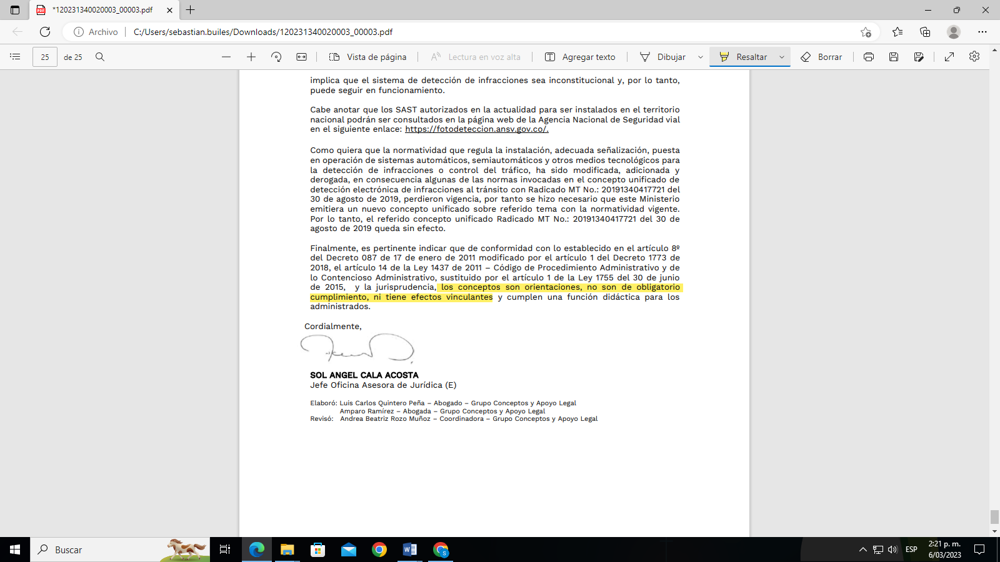 *120231340020003_00003.pdf
Archivo
C:/Users/sebastian.builes/Downloads/120231340020003_00003.pdf
25 de 25
Vista de página
Lectura en voz alta
Agregar texto
Dibujar
Resaltar
Borrar
implica que el sistema de detección de infracciones sea inconstitucional y, por lo tanto,
puede seguir en funcionamiento.
Cabe anotar que los SAST autorizados en la actualidad para ser instalados en el territorio
nacional podrán ser consultados en la página web de la Agencia Nacional de Seguridad vial
en el siguiente enlace: https://fotodeteccion.ansv.gov.co/.
Como quiera que la normatividad que regula la instalación, adecuada señalización, puesta
en operación de sistemas automáticos, semiautomáticos y otros medios tecnológicos para
la detección de infracciones o control del tráfico, ha sido modificada, adicionada y
derogada, en consecuencia algunas de las normas invocadas en el concepto unificado de
detección electrónica de infracciones al tránsito con Radicado MT No.: 20191340417721 del
30 de agosto de 2019, perdieron vigencia, por tanto se hizo necesario que este Ministerio
emitiera un nuevo concepto unificado sobre referido tema con la normatividad vigente.
Por lo tanto, el referido concepto unificado Radicado MT No.: 20191340417721 del 30 de
agosto de 2019 queda sin efecto.
Finalmente, es pertinente indicar que de conformidad con lo establecido en el artículo 8º
del Decreto 087 de 17 de enero de 2011 modificado por el artículo 1 del Decreto 1773 de
2018, el artículo 14 de la Ley 1437 de 2011 – Código de Procedimiento Administrativo y de
lo Contencioso Administrativo, sustituido por el artículo 1 de la Ley 1755 del 30 de junio
de 2015, y la jurisprudencia, los conceptos son orientaciones, no son de obligatorio
cumplimiento, ni tiene efectos vinculantes y cumplen una función didáctica para los
administrados.
Cordialmente,
SOL ANGEL CALA ACOSTA
Jefe Oficina Asesora de Jurídica (E)
Elaboró: Luis Carlos Quintero Peña – Abogado – Grupo Conceptos y Apoyo Legal
Amparo Ramírez – Abogada – Grupo Conceptos y Apoyo Legal
Revisó: Andrea Beatriz Rozo Muñoz – Coordinadora – Grupo Conceptos y Apoyo Legal
Buscar
ESP
2:21 p. m.
6/03/2023